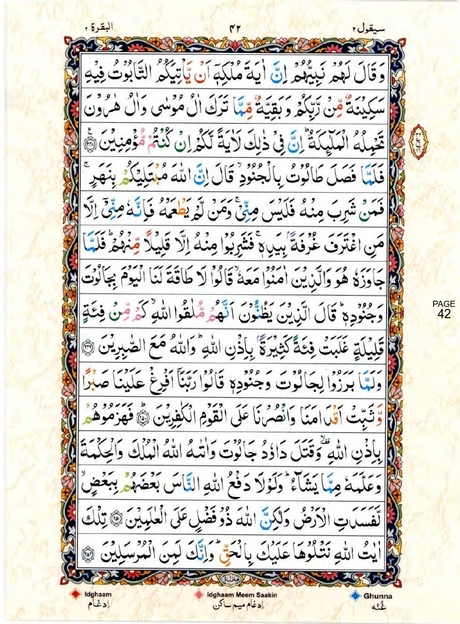 سيقول ٢
٤٢
البقرة ٢
وَقَالَ لَهُمْ نَبِيُّهُمْ اِنَّ اٰيَةَ مُلْكِهٖٓ اَنْ يَّاْتِيَكُمُ التَّابُوْتُ فِيْهِ
سَكِيْنَةٌ مِّنْ رَّبِّكُمْ وَبَقِيَّةٌ مِّمَّا تَرَكَ اٰلُ مُوْسٰى وَاٰلُ هٰرُوْنَ
تَحْمِلُهُ الْمَلٰٓئِكَةُ ؕ اِنَّ فِيْ ذٰلِكَ لَاٰيَةً لَّكُمْ اِنْ كُنْتُمْ مُّؤْمِنِيْنَ ﴿٢٤٨﴾
فَلَمَّا فَصَلَ طَالُوْتُ بِالْجُنُوْدِ ۙ قَالَ اِنَّ اللّٰهَ مُبْتَلِيْكُمْ بِنَهَرٍ ۚ
فَمَنْ شَرِبَ مِنْهُ فَلَيْسَ مِنِّيْ ۚ وَمَنْ لَّمْ يَطْعَمْهُ فَاِنَّهٗ مِنِّيْٓ اِلَّا
مَنِ اغْتَرَفَ غُرْفَةًۢ بِيَدِهٖ ۚ فَشَرِبُوْا مِنْهُ اِلَّا قَلِيْلًا مِّنْهُمْ ؕ فَلَمَّا
جَاوَزَهٗ هُوَ وَالَّذِيْنَ اٰمَنُوْا مَعَهٗ ۙ قَالُوْا لَا طَاقَةَ لَنَا الْيَوْمَ بِجَالُوْتَ
وَجُنُوْدِهٖ ؕ قَالَ الَّذِيْنَ يَظُنُّوْنَ اَنَّهُمْ مُّلٰقُوا اللّٰهِ ۙ كَمْ مِّنْ فِئَةٍ
قَلِيْلَةٍ غَلَبَتْ فِئَةً كَثِيْرَةًۢ بِاِذْنِ اللّٰهِ ؕ وَاللّٰهُ مَعَ الصّٰبِرِيْنَ ﴿٢٤٩﴾
وَلَمَّا بَرَزُوْا لِجَالُوْتَ وَجُنُوْدِهٖ قَالُوْا رَبَّنَآ اَفْرِغْ عَلَيْنَا صَبْرًا
وَّثَبِّتْ اَقْدَامَنَا وَانْصُرْنَا عَلَى الْقَوْمِ الْكٰفِرِيْنَ ﴿٢٥٠﴾ فَهَزَمُوْهُمْ
بِاِذْنِ اللّٰهِ ۙ وَقَتَلَ دَاوٗدُ جَالُوْتَ وَاٰتٰىهُ اللّٰهُ الْمُلْكَ وَالْحِكْمَةَ
وَعَلَّمَهٗ مِمَّا يَشَآءُ ؕ وَلَوْلَا دَفْعُ اللّٰهِ النَّاسَ بَعْضَهُمْ بِبَعْضٍ ۙ
لَّفَسَدَتِ الْاَرْضُ وَلٰكِنَّ اللّٰهَ ذُوْ فَضْلٍ عَلَى الْعٰلَمِيْنَ ﴿٢٥١﴾ تِلْكَ
اٰيٰتُ اللّٰهِ نَتْلُوْهَا عَلَيْكَ بِالْحَقِّ ؕ وَاِنَّكَ لَمِنَ الْمُرْسَلِيْنَ ﴿٢٥٢﴾
PAGE
42
Idghaam
ادغام
Idghaam Meem Saakin
ادغام میم ساکن
Ghunna
غنّه